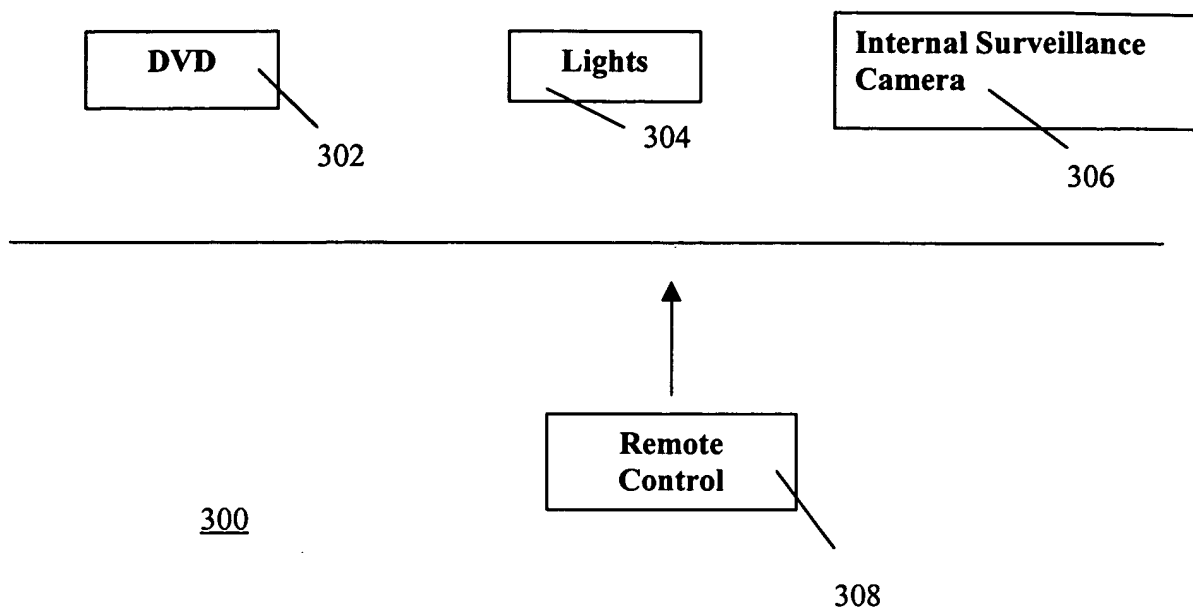 DVD
Lights
Internal Surveillance
Camera
302
304
306
Remote
Control
300
308